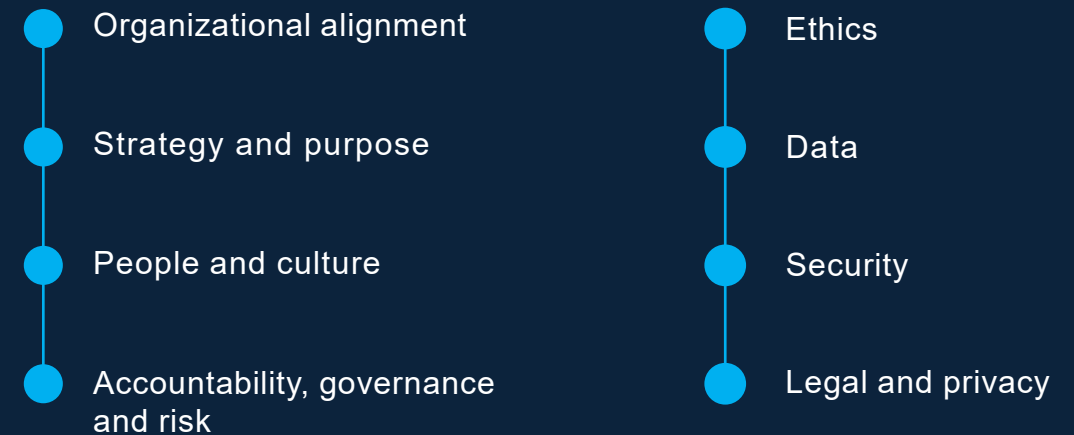 Organizational alignment
Strategy and purpose
People and culture
Accountability, governance
and risk
Ethics
Data
Security
Legal and privacy